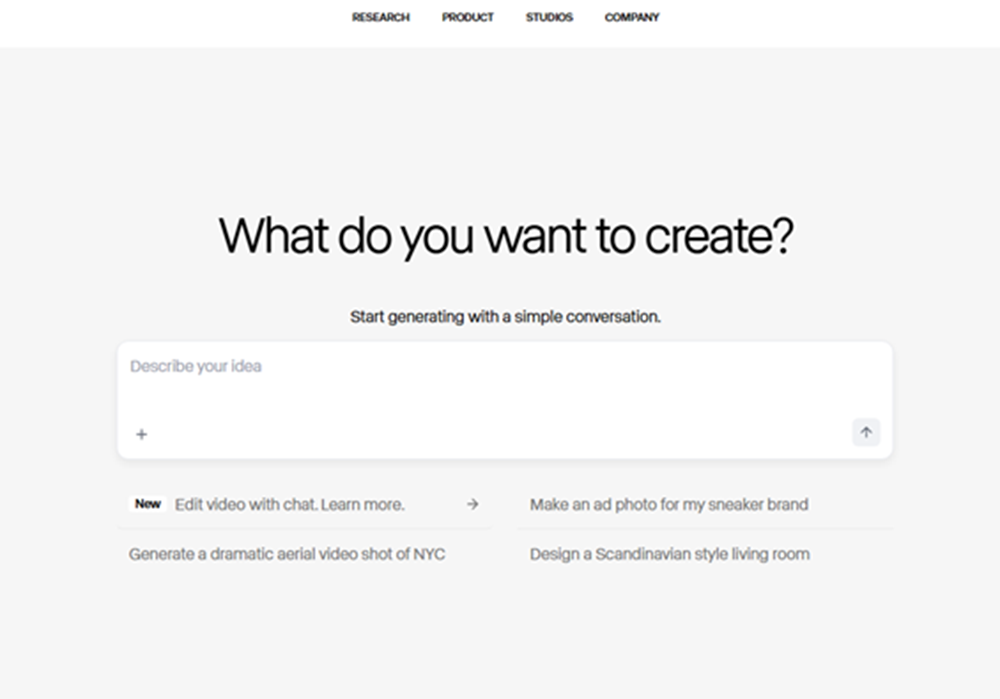 RESEARCH PRODUCT STUDIOS COMPANY
What do you want to create?
Start generating with a simple conversation.
Describe your idea
New Edit video with chat. Learn more.
Make an ad photo for my sneaker brand
Generate a dramatic aerial video shot of NYC
Design a Scandinavian style living room